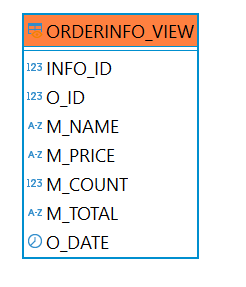 ORDERINFO_VIEW
123 INFO_ID
123 O_ID
A-Z M_NAME
A-Z M_PRICE
123 M_COUNT
A-Z M_TOTAL
O_DATE